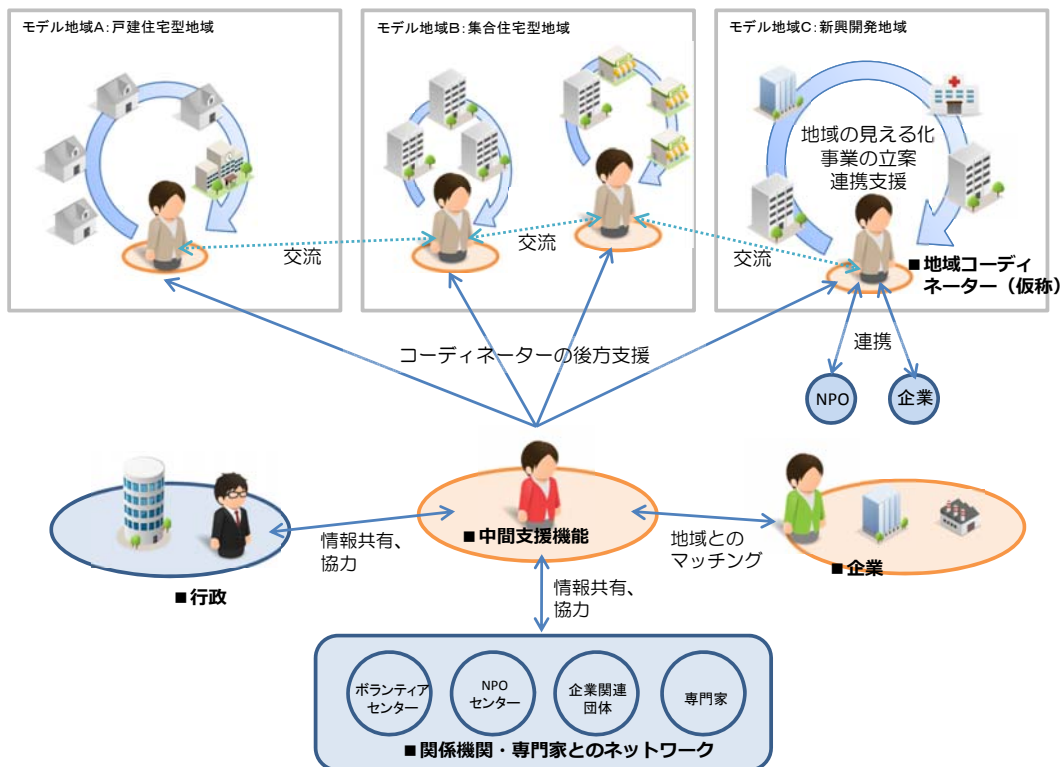 モデル地域A:戸建住宅型地域
モデル地域B:集合住宅型地域
モデル地域C:新興開発地域
地域の見える化
事業の立案
連携支援
交流
交流
交流
■地域コーディ
ネーター(仮称)
コーディネーターの後方支援
連携
NPO
企業
■中間支援機能
情報共有、
協力
地域との
マッチング
■企業
■行政
情報共有、
協力
ボランティア
センター
NPO
センター
企業関連
団体
専門家
■関係機関・専門家とのネットワーク